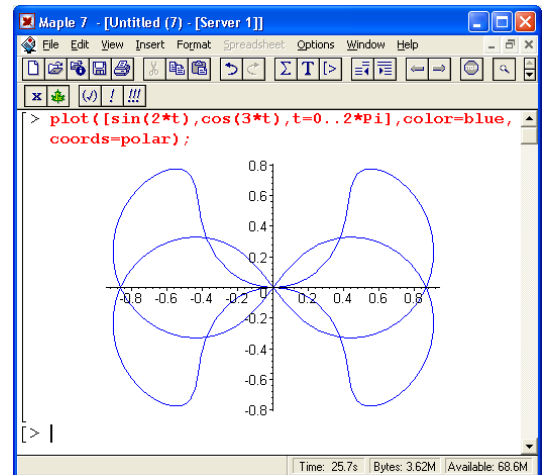 Maple 7 - [Untitled (7) - [Server 1]]
File Edit View Insert Format Spreadsheet Options Window Help
Σ T [>
x (√) ! !!!
> plot([sin(2*t),cos(3*t),t=0..2*Pi],color=blue,
coords=polar);
0.8
0.6
0.4
0.2
-0.8 -0.6 -0.4 -0.2 0 0.2 0.4 0.6 0.8
-0.2
-0.4
-0.6
-0.8
[>
Time: 25.7s Bytes: 3.62M Available: 68.6M